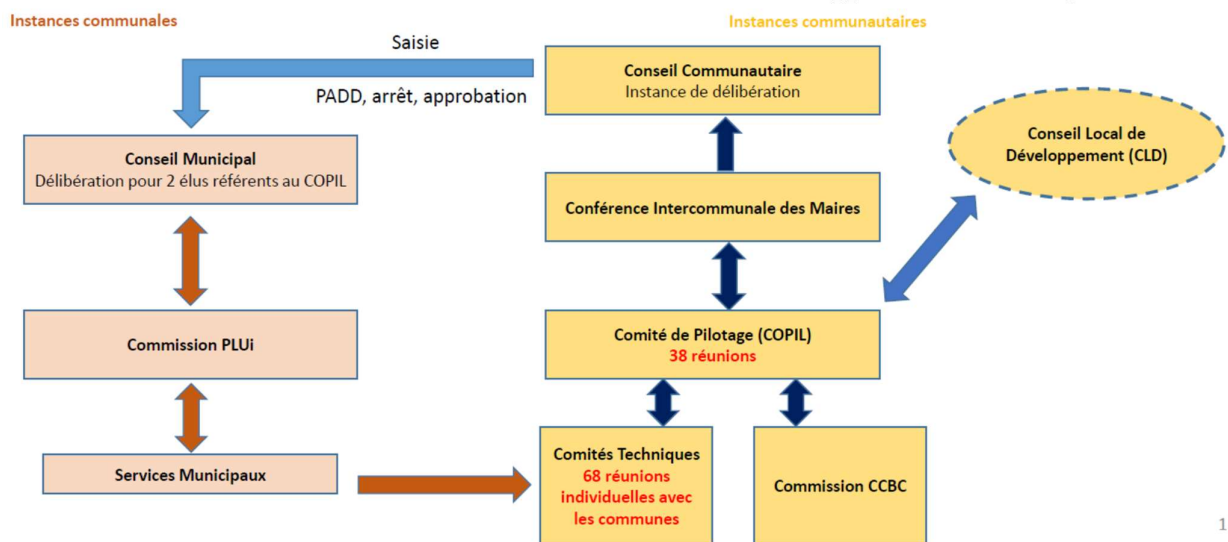 Instances communales
Instances communautaires
Saisie
PADD, arrêt, approbation
Conseil Communautaire
Instance de délibération
Conseil Local de
Développement (CLD)
Conseil Municipal
Délibération pour 2 élus référents au COPIL
Conférence Intercommunale des Maires
Commission PLUi
Comité de Pilotage (COPIL)
38 réunions
Services Municipaux
Comités Techniques
68 réunions
individuelles avec
les communes
Commission CCBC
1